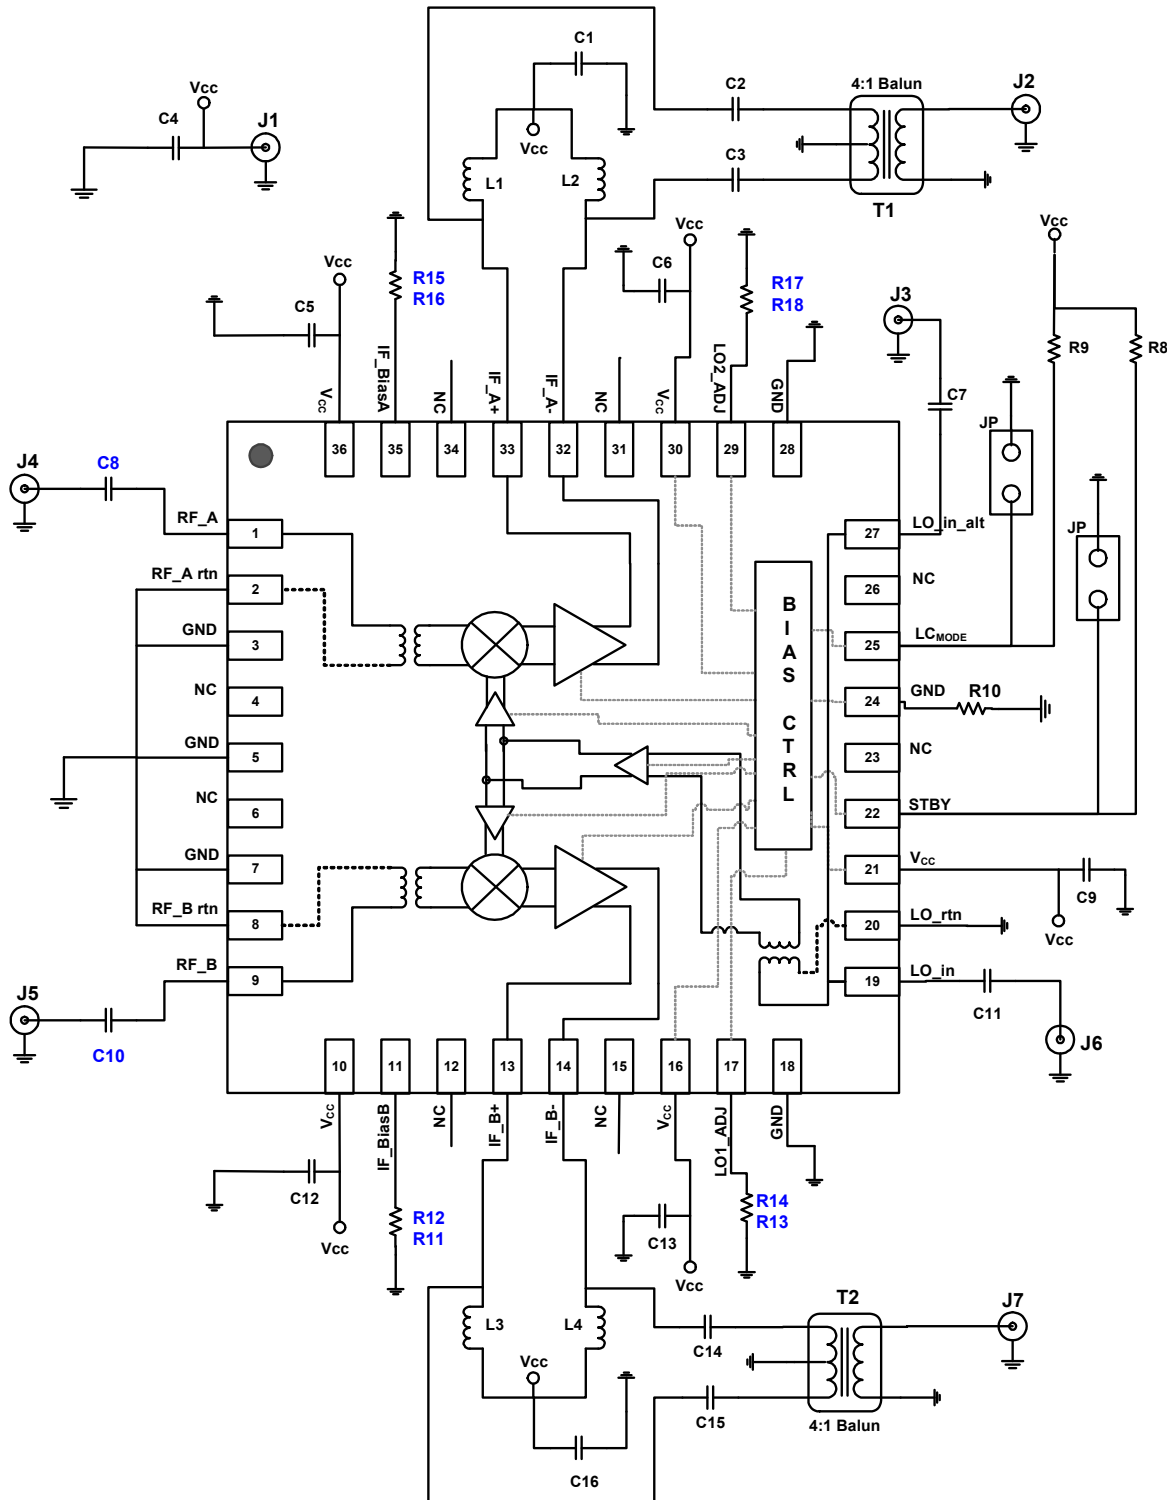 C1
C2
4:1 Balun
J2
Vcc
C4
J1
Vcc
L1
L2
C3
T1
Vcc
Vcc
R15
R16
C5
Vcc
C6
R17
R18
J3
Vcc
R9
R8
C7
JP
JP
VCC
IF_BiasA
NC
IF_A+
IF_A-
NC
VCC
LO2_ADJ
GND
36
35
34
33
32
31
30
29
28
J4
C8
RF_A
1
RF_A rtn
2
GND
3
NC
4
GND
5
NC
6
GND
7
RF_B rtn
8
RF_B
9
J5
C10
BIAS CTRL
27
LO_in_alt
26
NC
25
LCMODE
24
GND
R10
23
NC
22
STBY
21
VCC
C9
Vcc
20
LO_rtn
19
LO_in
C11
J6
10
11
12
13
14
15
16
17
18
VCC
IF_BiasB
NC
IF_B+
IF_B-
NC
VCC
LO1_ADJ
GND
C12
Vcc
R12
R11
C13
Vcc
R14
R13
L3
L4
Vcc
C14
C15
T2
4:1 Balun
J7
C16